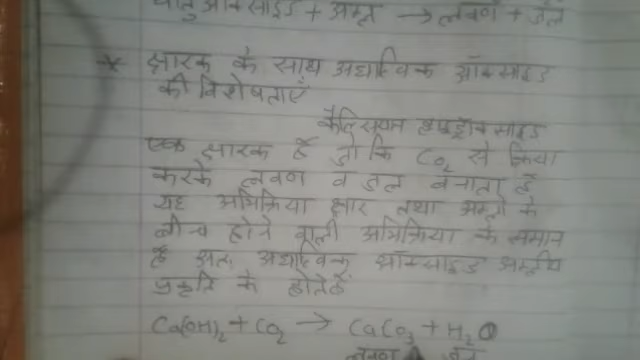 धातु ऑक्साइड + अम्ल → लवण + जल
* क्षारक के साथ अधात्विक ऑक्साइड
की विशेषताएँ
कैल्सियम हाइड्रॉक्साइड
एक क्षारक हैं जो कि CO2 से क्रिया
करके लवण व जल बनाता है
यह अभिक्रिया क्षार तथा अम्लो के
बीच होने वाली अभिक्रिया के समान
हैं अतः अधात्विक ऑक्साइड अम्लीय
प्रकृति के होते हैं
Ca(OH)2 + CO2 → CaCO3 + H2O
लवण जल